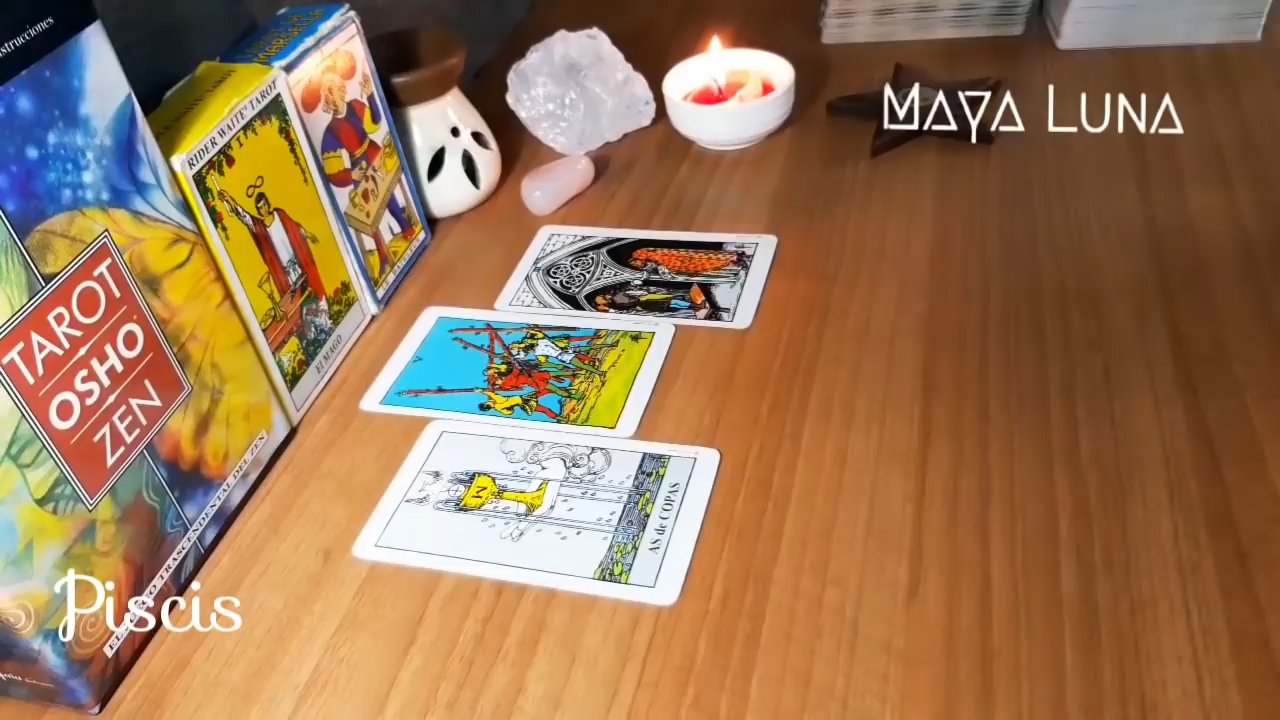 Instrucciones
MAYA LUNA
RIDER WAITE TAROT
TAROT
OSHO
ZEN
EL MAGO
V
AS de COPAS
Piscis